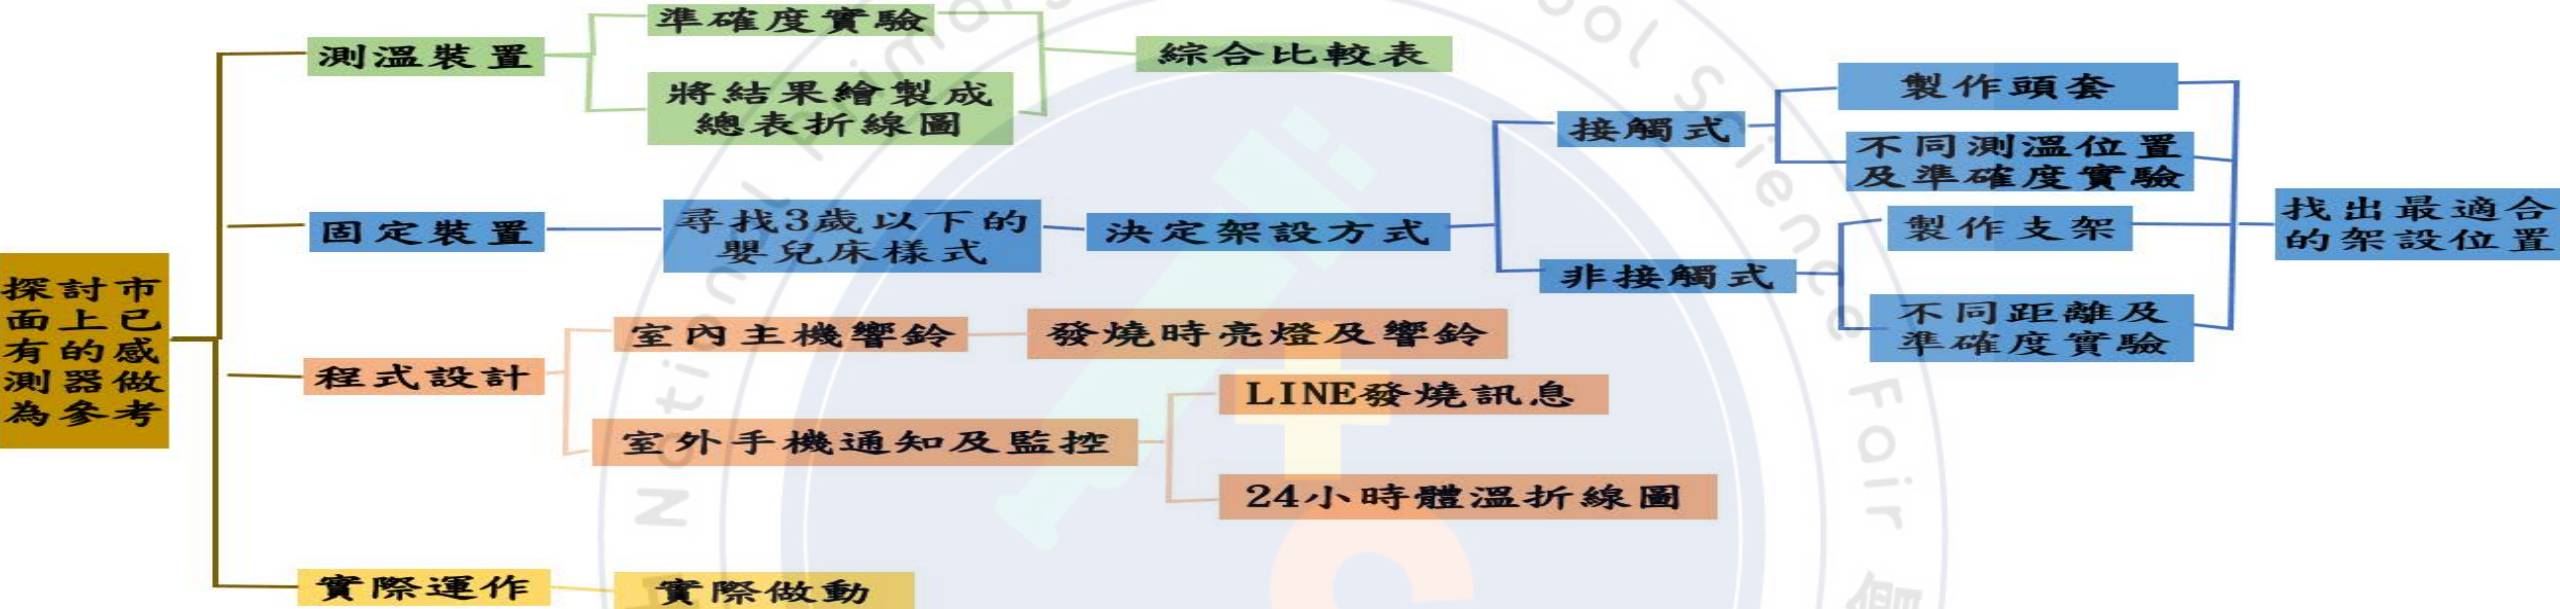 探討市
面上已
有的感
測器做
為參考
測溫裝置
準確度實驗
將結果繪製成
總表折線圖
綜合比較表
固定裝置
尋找3歲以下的
嬰兒床樣式
決定架設方式
接觸式
製作頭套
不同測溫位置
及準確度實驗
非接觸式
製作支架
不同距離及
準確度實驗
找出最適合
的架設位置
程式設計
室內主機響鈴
發燒時亮燈及響鈴
室外手機通知及監控
LINE發燒訊息
24小時體溫折線圖
實際運作
實際做動